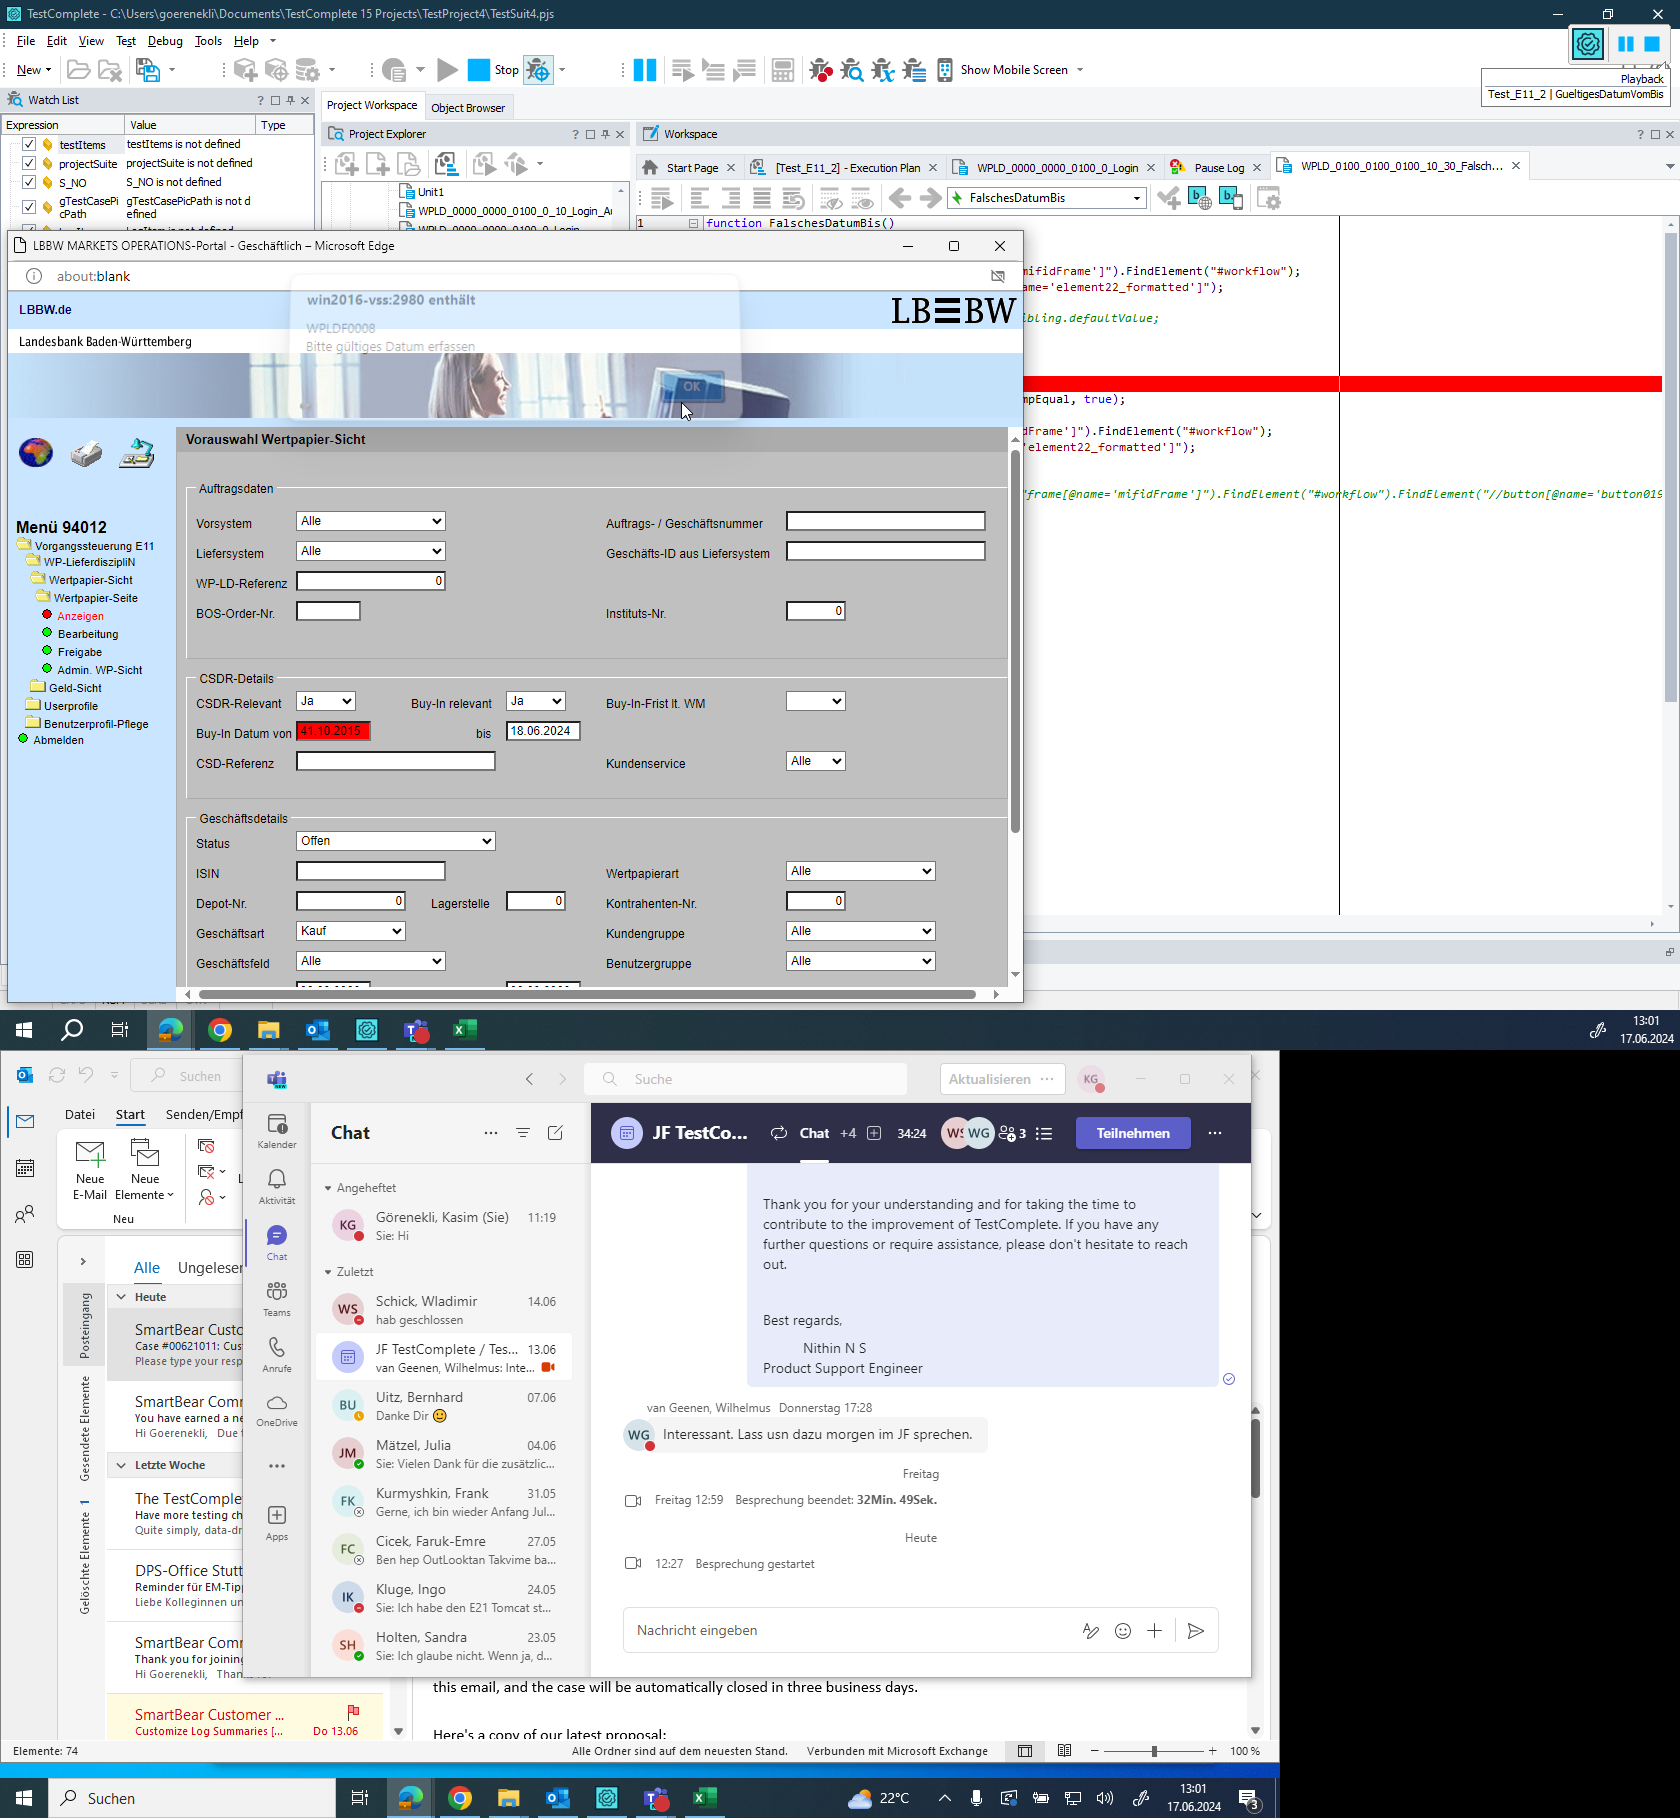 TestComplete - C:\Users\goerenekli\Documents\TestComplete 15 Projects\TestProject4\TestSuit4.pjs
File Edit View Test Debug Tools Help
New Stop Show Mobile Screen
Playback
Test_E11_2 | GueltigesDatumVomBis
Watch List
Expression Value Type
testItems testItems is not defined
projectSuite projectSuite is not defined
S_NO S_NO is not defined
gTestCasePi gTestCasePicPath is not d
cPath efined
Project Workspace Object Browser
Project Explorer
Unit1
WPLD_0000_0000_0100_0_10_Login_
WPLD_0000_0000_0100_0_Login
Workspace
Start Page [Test_E11_2] - Execution Plan WPLD_0000_0000_0100_0_Login Pause Log WPLD_0100_0100_0100_10_30_Falsch...
FalschesDatumBis
1 function FalschesDatumBis()
mifidFrame']").FindElement("#workflow");
ame='element22_formatted']");
ibling.defaultValue;
mpEqual, true);
dFrame']").FindElement("#workflow");
'element22_formatted']");
"frame[@name='mifidFrame']").FindElement("#workflow").FindElement("//button[@name='button019
LBBW MARKETS OPERATIONS-Portal - Geschäftlich – Microsoft Edge
about:blank
win2016-vss:2980 enthält
WPLDF0008
Bitte gültiges Datum erfassen
OK
LBBW.de
LB BW
Landesbank Baden-Württemberg
Menü 94012
Vorgangssteuerung E11
WP-LieferdisziplIN
Wertpapier-Sicht
Wertpapier-Seite
Anzeigen
Bearbeitung
Freigabe
Admin. WP-Sicht
Geld-Sicht
Userprofile
Benutzerprofil-Pflege
Abmelden
Vorauswahl Wertpapier-Sicht
Auftragsdaten
Vorsystem Alle Auftrags- / Geschäftsnummer
Liefersystem Alle Geschäfts-ID aus Liefersystem
WP-LD-Referenz 0
BOS-Order-Nr. Instituts-Nr. 0
CSDR-Details
CSDR-Relevant Ja Buy-In relevant Ja Buy-In-Frist lt. WM
Buy-In Datum von 41.10.2015 bis 18.06.2024
CSD-Referenz Kundenservice Alle
Geschäftsdetails
Status Offen
ISIN Wertpapierart Alle
Depot-Nr. 0 Lagerstelle 0 Kontrahenten-Nr. 0
Geschäftsart Kauf Kundengruppe Alle
Geschäftsfeld Alle Benutzergruppe Alle
13:01
17.06.2024
Suchen
Datei Start Senden/Empf
Neue E-Mail
Neue Elemente
Neu
Alle Ungelesen
Posteingang
Gesendete Elemente
Gelöschte Elemente 1
Heute
SmartBear Custo
Case #00621011: Cus
Please type your resp
SmartBear Comm
You have earned a ne
Hi Goerenekli, Due
Letzte Woche
The TestComple
Have more testing ch
Quite simply, data-dr
DPS-Office Stutt
Reminder für EM-Tip
Liebe Kolleginnen un
SmartBear Comm
Thank you for joining
Hi Goerenekli, Than
SmartBear Customer ...
Customize Log Summaries [... Do 13.06
Suche
Aktualisieren ···
KG
Kalender
Aktivität
Chat
Teams
Anrufe
OneDrive
Apps
Chat
Angeheftet
KG Görenekli, Kasim (Sie) 11:19
Sie: Hi
Zuletzt
WS Schick, Wladimir 14.06
hab geschlossen
JF TestComplete / Tes... 13.06
van Geenen, Wilhelmus: Inte...
BU Uitz, Bernhard 07.06
Danke Dir
JM Mätzel, Julia 04.06
Sie: Vielen Dank für die zusätzlic...
FK Kurmyshkin, Frank 31.05
Gerne, ich bin wieder Anfang Jul...
FC Cicek, Faruk-Emre 27.05
Ben hep OutLooktan Takvime ba...
IK Kluge, Ingo 24.05
Sie: Ich habe den E21 Tomcat st...
SH Holten, Sandra 23.05
Sie: Ich glaube nicht. Wenn ja, d...
JF TestCo... Chat +4 34:24 WS WG 3 Teilnehmen ···
Thank you for your understanding and for taking the time to
contribute to the improvement of TestComplete. If you have any
further questions or require assistance, please don't hesitate to reach
out.
Best regards,
Nithin N S
Product Support Engineer
van Geenen, Wilhelmus Donnerstag 17:28
WG Interessant. Lass usn dazu morgen im JF sprechen.
Freitag
Freitag 12:59 Besprechung beendet: 32Min. 49Sek.
Heute
12:27 Besprechung gestartet
Nachricht eingeben
this email, and the case will be automatically closed in three business days.
Here's a copy of our latest proposal:
Elemente: 74 Alle Ordner sind auf dem neuesten Stand. Verbunden mit Microsoft Exchange 100 %
Suchen 22°C 13:01
17.06.2024
3